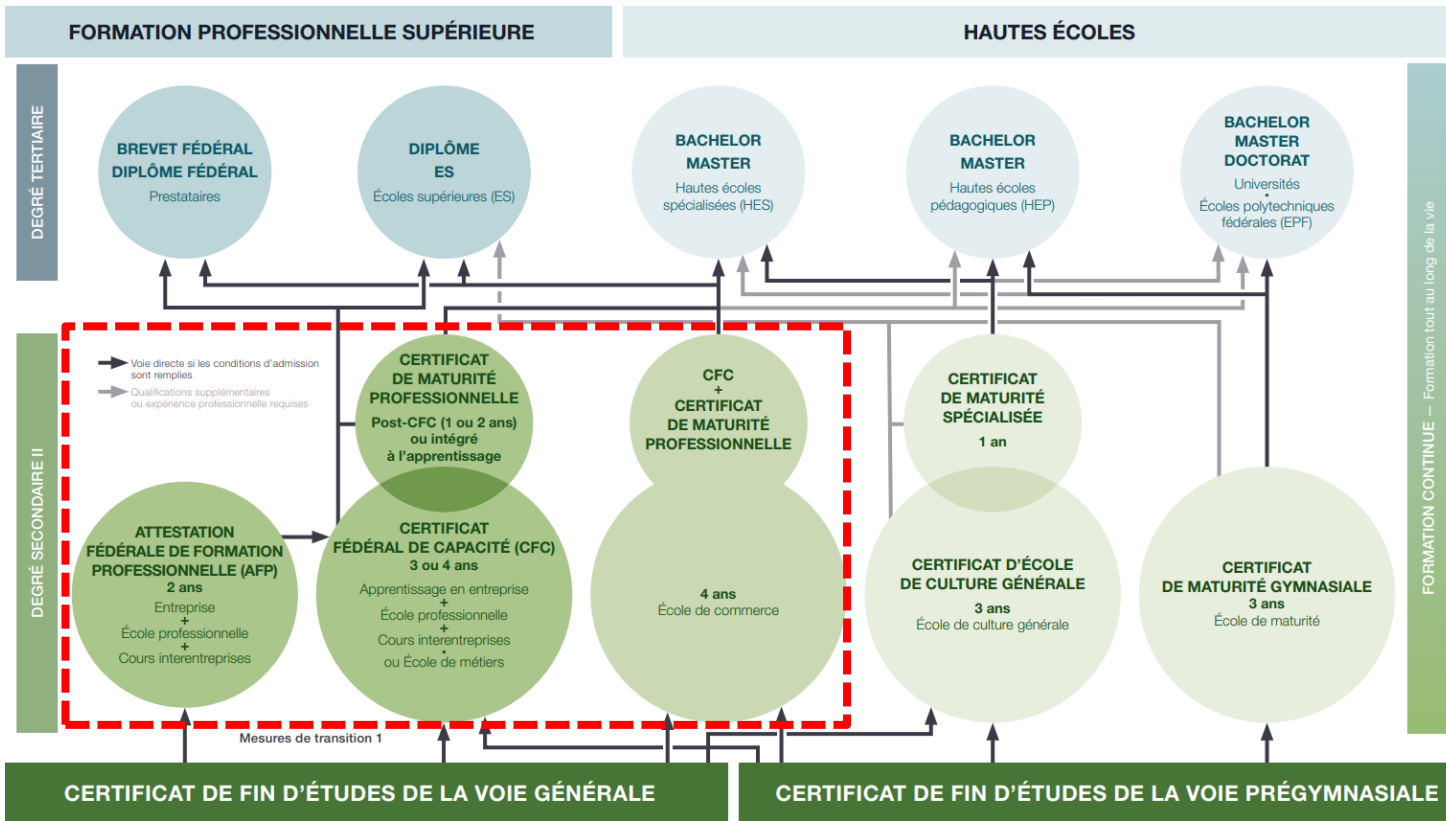 FORMATION PROFESSIONNELLE SUPÉRIEURE
HAUTES ÉCOLES
DEGRÉ TERTIAIRE
BREVET FÉDÉRAL
DIPLÔME FÉDÉRAL
Prestataires
DIPLÔME
ES
Écoles supérieures (ES)
BACHELOR
MASTER
Hautes écoles
spécialisées (HES)
BACHELOR
MASTER
Hautes écoles
pédagogiques (HEP)
BACHELOR
MASTER
DOCTORAT
Universités
•
Écoles polytechniques
fédérales (EPF)
FORMATION CONTINUE – Formation tout au long de la vie
DEGRÉ SECONDAIRE II
Voie directe si les conditions d'admission
sont remplies
Qualifications supplémentaires
ou expérience professionnelle requises
CERTIFICAT
DE MATURITÉ
PROFESSIONNELLE
Post-CFC (1 ou 2 ans)
ou intégré
à l'apprentissage
CFC
+
CERTIFICAT
DE MATURITÉ
PROFESSIONNELLE
CERTIFICAT
DE MATURITÉ
SPÉCIALISÉE
1 an
ATTESTATION
FÉDÉRALE DE FORMATION
PROFESSIONNELLE (AFP)
2 ans
Entreprise
+
École professionnelle
+
Cours interentreprises
CERTIFICAT
FÉDÉRAL DE CAPACITÉ (CFC)
3 ou 4 ans
Apprentissage en entreprise
+
École professionnelle
+
Cours interentreprises
•
ou École de métiers
4 ans
École de commerce
CERTIFICAT D'ÉCOLE
DE CULTURE GÉNÉRALE
3 ans
École de culture générale
CERTIFICAT
DE MATURITÉ GYMNASIALE
3 ans
École de maturité
Mesures de transition 1
CERTIFICAT DE FIN D'ÉTUDES DE LA VOIE GÉNÉRALE
CERTIFICAT DE FIN D'ÉTUDES DE LA VOIE PRÉGYMNASIALE